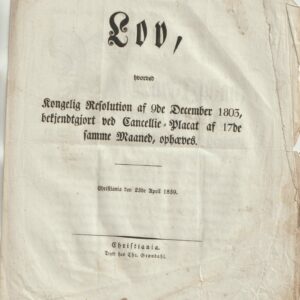 Lov,
hvorved
Kongelig Resolution af 9de December 1803,
bekjendtgjort ved Cancellie-Placat af 17de
samme Maaned, ophæves.
Christiania den 23de April 1839.
Christiania.
Trykt hos Chr. Grøndahl.